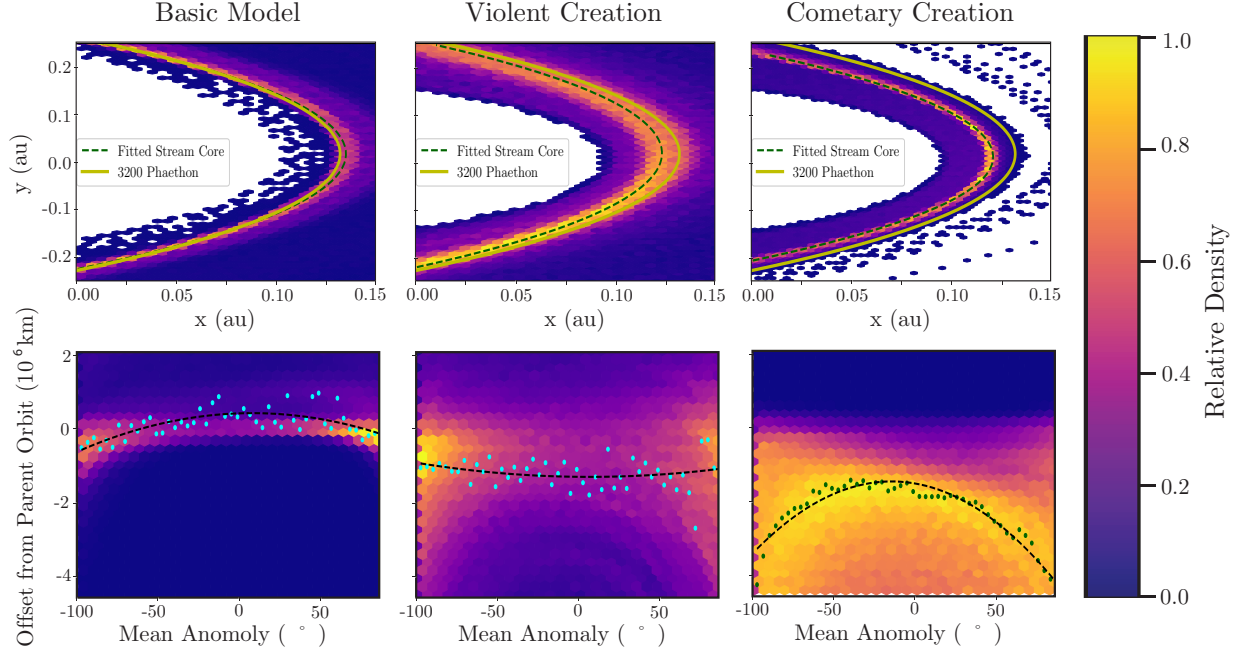 Basic Model
Violent Creation
Cometary Creation
0.2
0.1
0.0
-0.1
-0.2
y (au)
Fitted Stream Core
3200 Phaethon
Fitted Stream Core
3200 Phaethon
Fitted Stream Core
3200 Phaethon
0.00 0.05 0.10 0.15
0.00 0.05 0.10 0.15
0.00 0.05 0.10 0.15
x (au)
x (au)
x (au)
2
0
-2
-4
Offset from Parent Orbit (10⁶km)
-100 -50 0 50
-100 -50 0 50
-100 -50 0 50
Mean Anomoly ( ° )
Mean Anomaly ( ° )
Mean Anomoly ( ° )
1.0
0.8
0.6
0.4
0.2
0.0
Relative Density